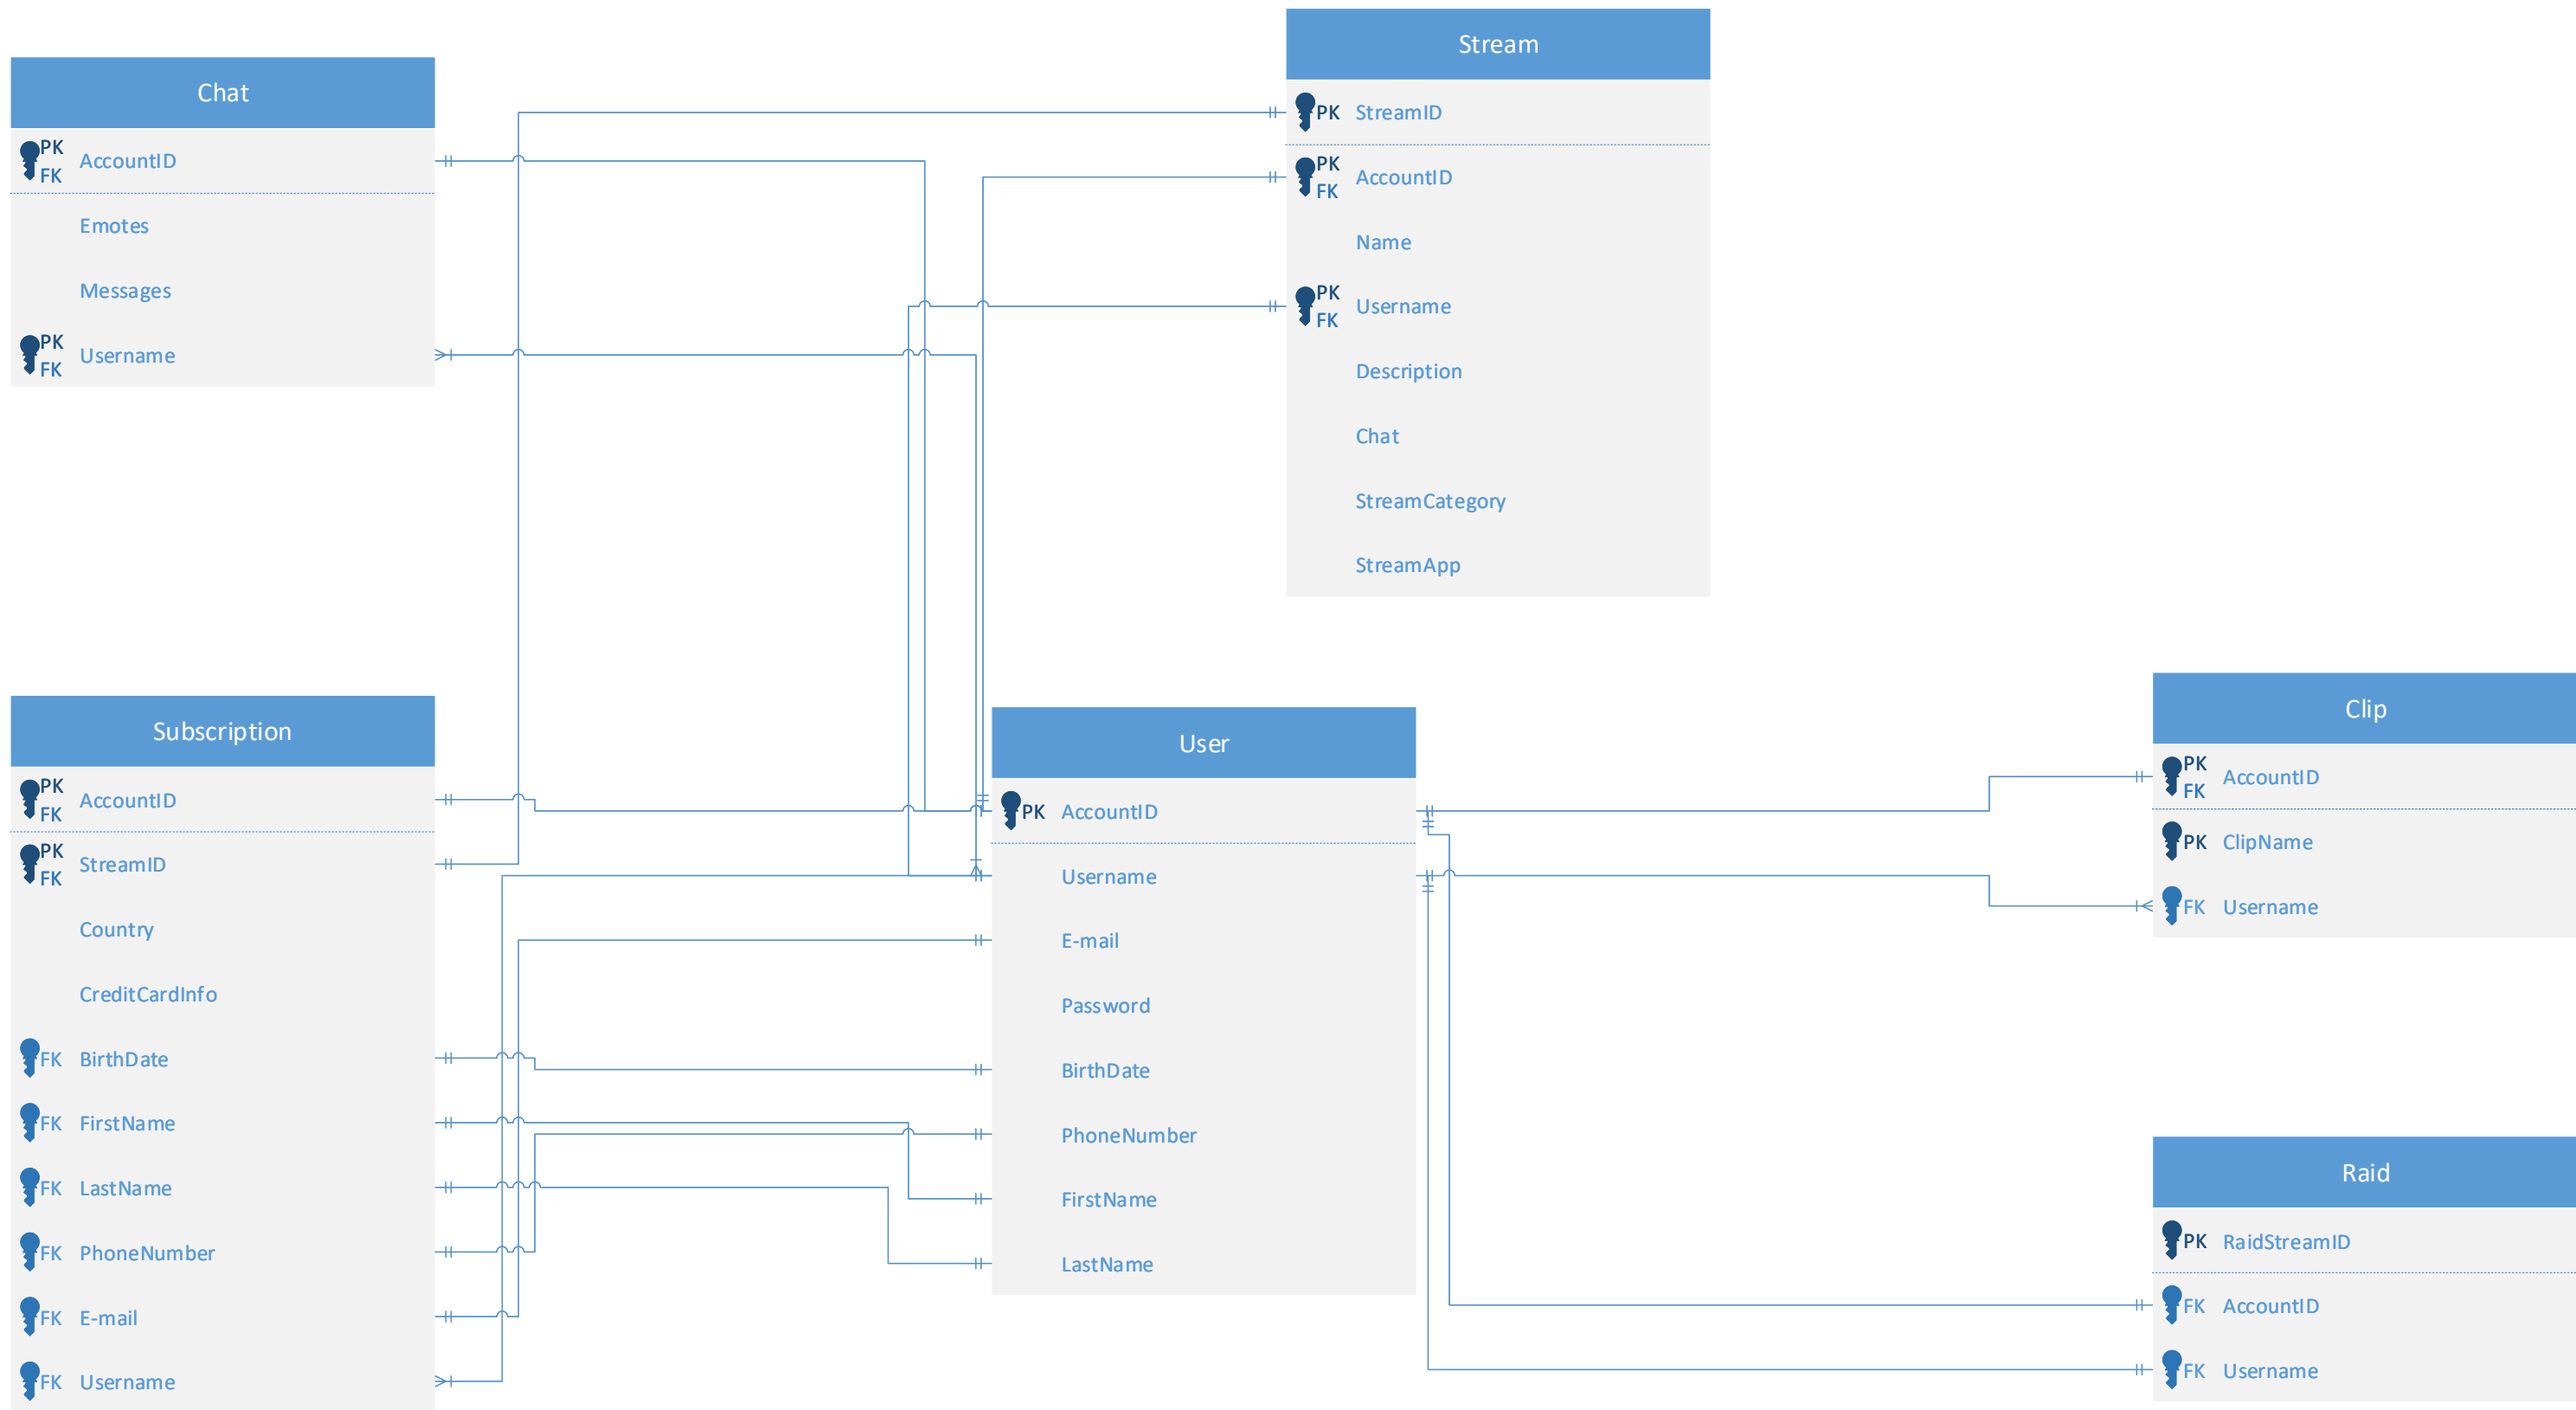 Chat
PK
FK AccountID
Emotes
Messages
PK
FK Username
Stream
PK StreamID
PK
FK AccountID
Name
PK
FK Username
Description
Chat
StreamCategory
StreamApp
Subscription
PK
FK AccountID
PK
FK StreamID
Country
CreditCardInfo
FK BirthDate
FK FirstName
FK LastName
FK PhoneNumber
FK E-mail
FK Username
User
PK AccountID
Username
E-mail
Password
BirthDate
PhoneNumber
FirstName
LastName
Clip
PK
FK AccountID
PK ClipName
FK Username
Raid
PK RaidStreamID
FK AccountID
FK Username